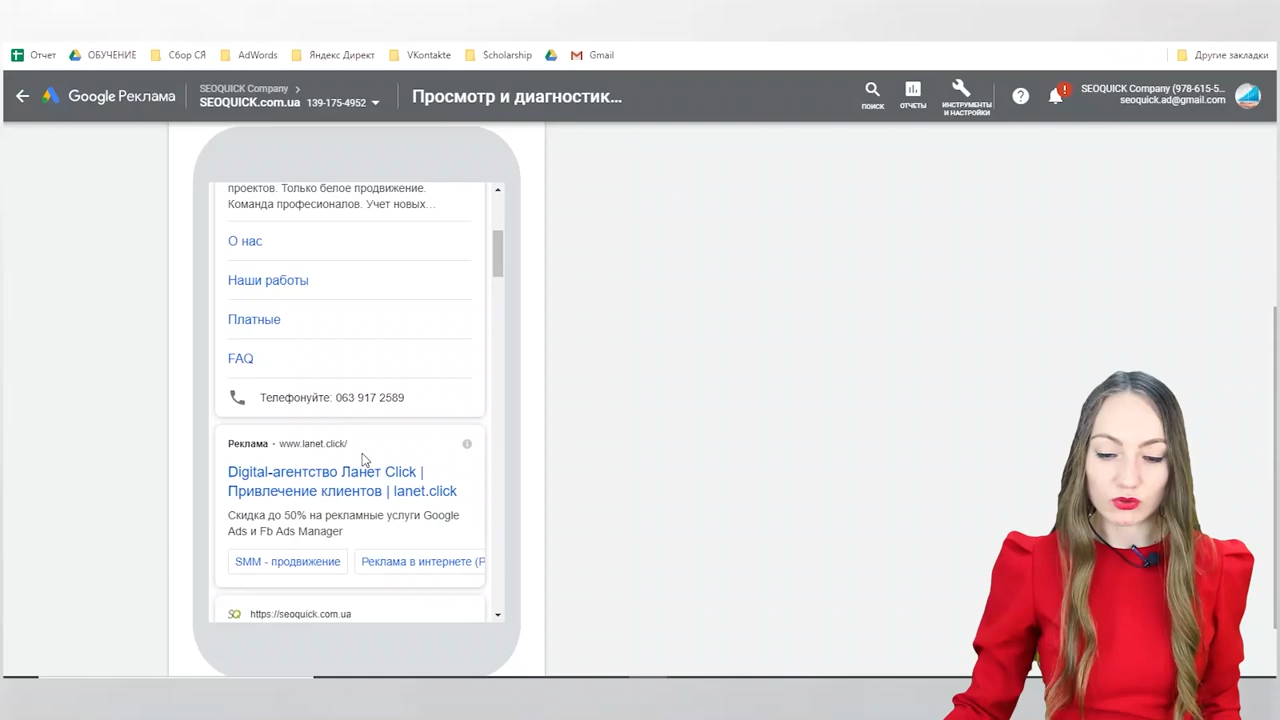 Отчет
ОБУЧЕНИЕ
Сбор СЯ
AdWords
Яндекс Директ
VKontakte
Scholarship
Gmail
Другие закладки
Google Реклама
SEOQUICK Company
SEOQUICK.com.ua 139-175-4952
Просмотр и диагностик...
ПОИСК
ОТЧЕТЫ
ИНСТРУМЕНТЫ
И НАСТРОЙКИ
?
!
SEOQUICK Company (978-615-5...
seoquick.ad@gmail.com
проектов. Только белое продвижение.
Команда професионалов. Учет новых...
О нас
Наши работы
Платные
FAQ
Телефонуйте: 063 917 2589
Реклама · www.lanet.click/
Digital-агентство Ланет Click |
Привлечение клиентов | lanet.click
Скидка до 50% на рекламные услуги Google
Ads и Fb Ads Manager
SMM - продвижение
Реклама в интернете (Р
SQ https://seoquick.com.ua